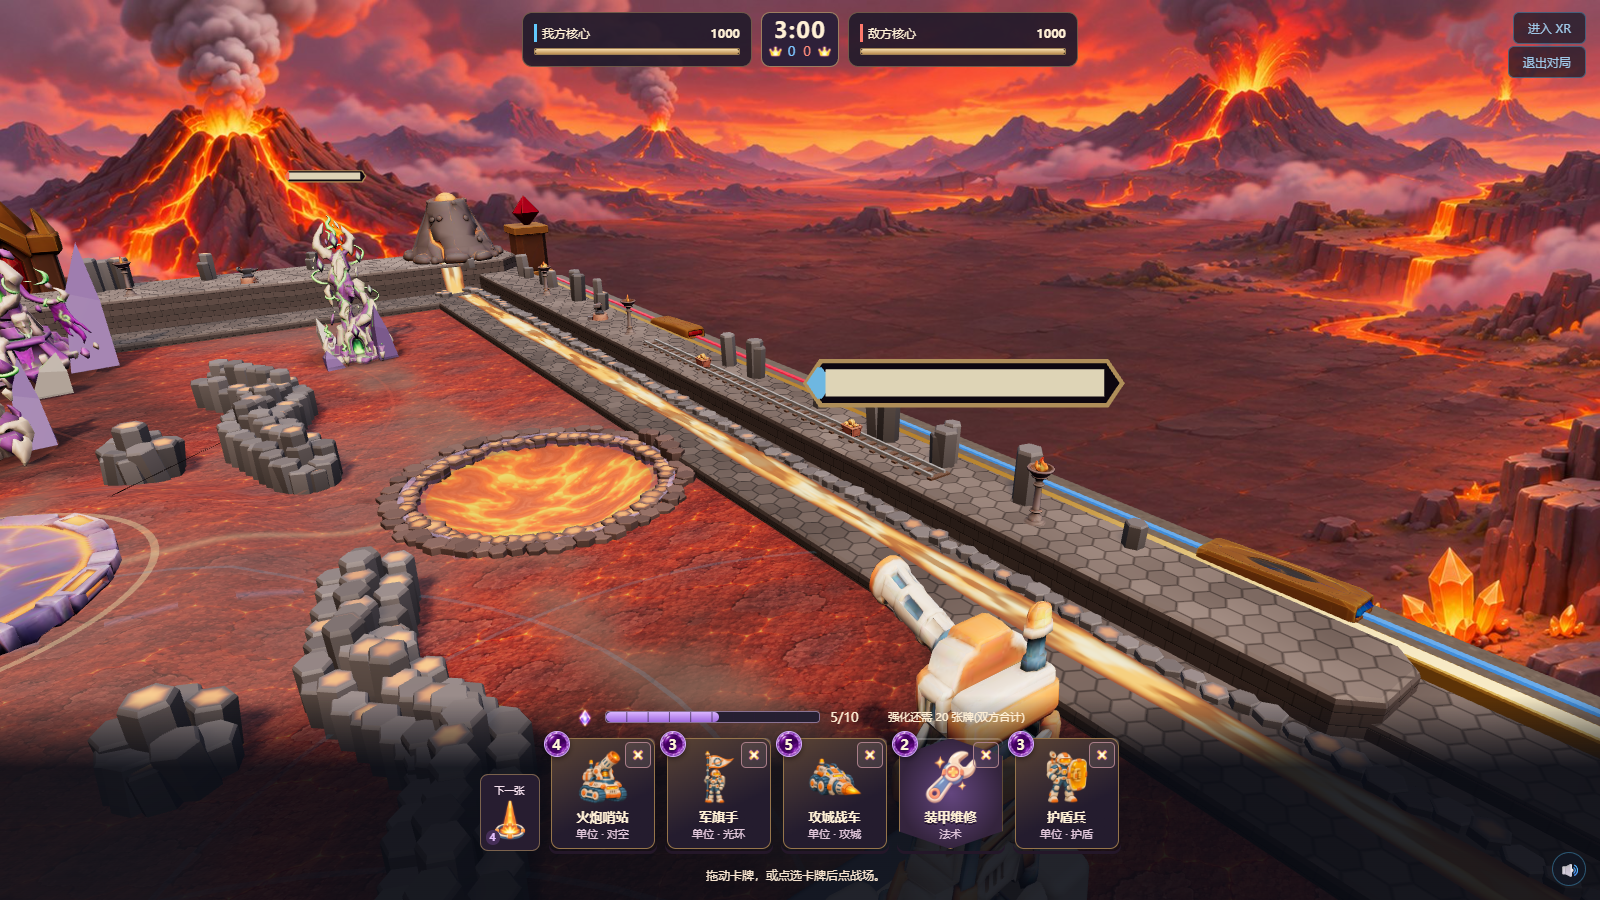 我方核心 1000
3:00
0 0
敌方核心 1000
进入 XR
退出对局
5/10
强化还需 20 张牌(双方合计)
下一张
4
4
火炮哨站
单位 · 对空
3
军旗手
单位 · 光环
5
攻城战车
单位 · 攻城
2
装甲维修
法术
3
护盾兵
单位 · 护盾
拖动卡牌，或点选卡牌后点战场。